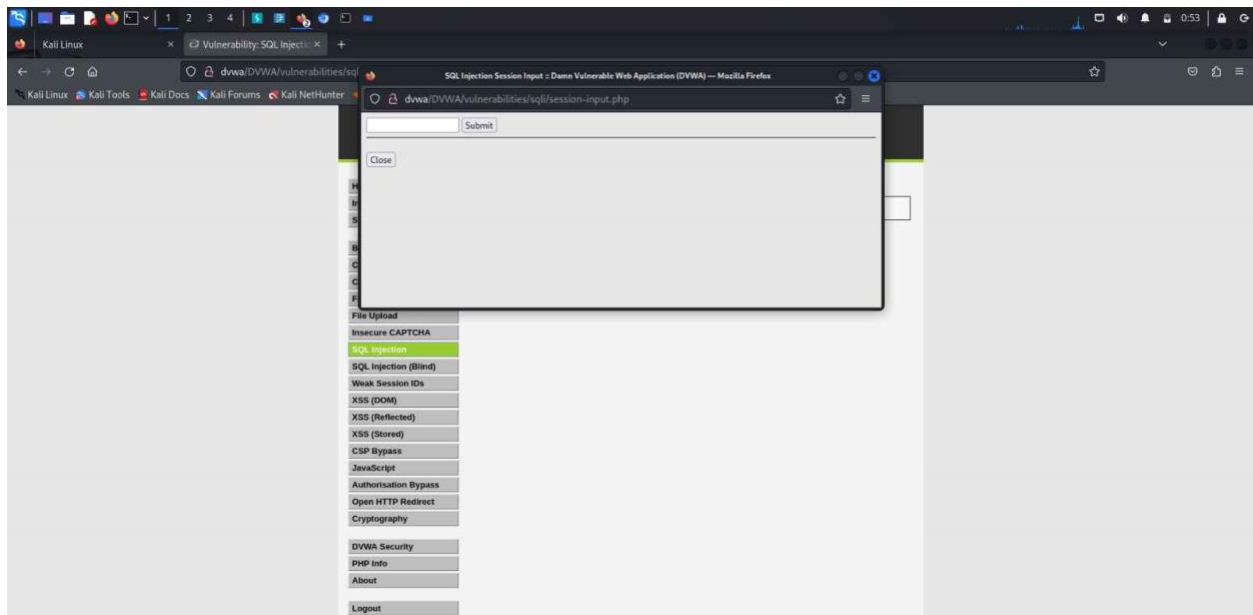 1 2 3 4
0:53
Kali Linux
Vulnerability: SQL Injectic
dvwa/DVWA/vulnerabilities/sql
Kali Linux Kali Tools Kali Docs Kali Forums Kali NetHunter
SQL Injection Session Input :: Damn Vulnerable Web Application (DVWA) — Mozilla Firefox
dvwa/DVWA/vulnerabilities/sqli/session-input.php
Submit
Close
File Upload
Insecure CAPTCHA
SQL Injection
SQL Injection (Blind)
Weak Session IDs
XSS (DOM)
XSS (Reflected)
XSS (Stored)
CSP Bypass
JavaScript
Authorisation Bypass
Open HTTP Redirect
Cryptography
DVWA Security
PHP Info
About
Logout